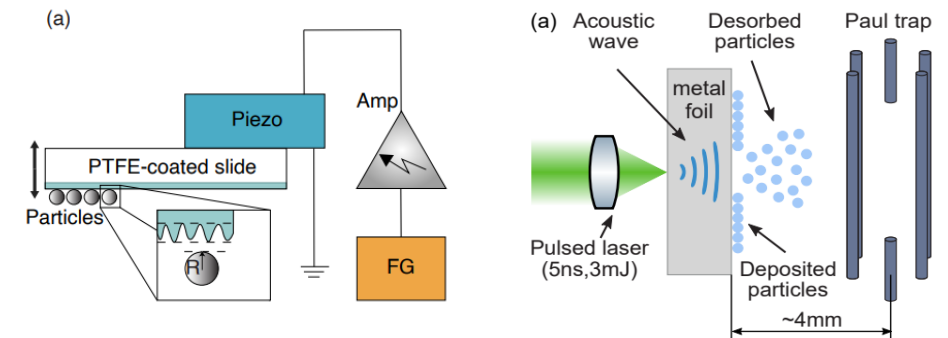 (a)
Piezo
Amp
PTFE-coated slide
Particles
R
FG
(a)
Acoustic
wave
Desorbed
particles
Paul trap
metal
foil
Pulsed laser
(5ns,3mJ)
Deposited
particles
~4mm